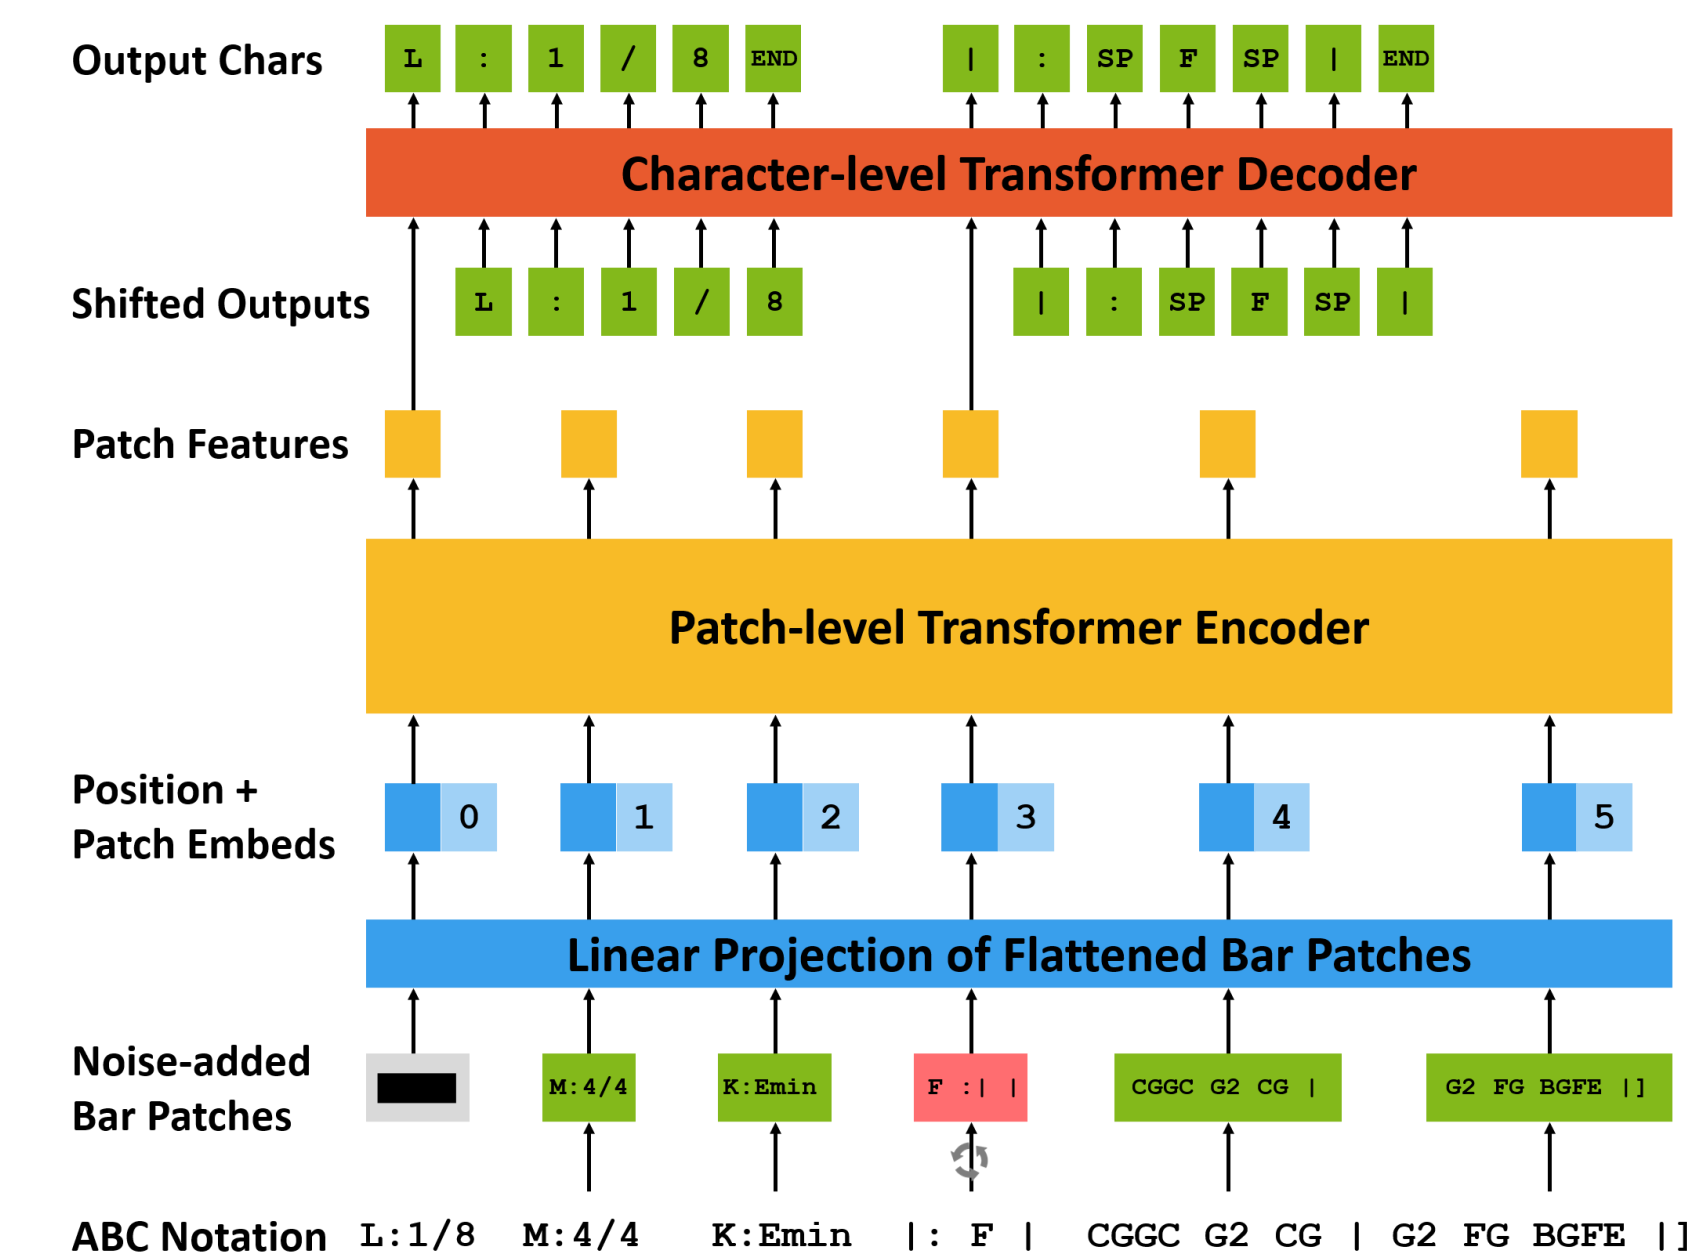 Output Chars L : 1 / 8 END | : SP F SP | END
Character-level Transformer Decoder
Shifted Outputs L : 1 / 8 | : SP F SP |
Patch Features
Patch-level Transformer Encoder
Position +
Patch Embeds
0 1 2 3 4 5
Linear Projection of Flattened Bar Patches
Noise-added
Bar Patches
M:4/4 K:Emin F :| | CGGC G2 CG | G2 FG BGFE |]
ABC Notation L:1/8 M:4/4 K:Emin |: F | CGGC G2 CG | G2 FG BGFE |]